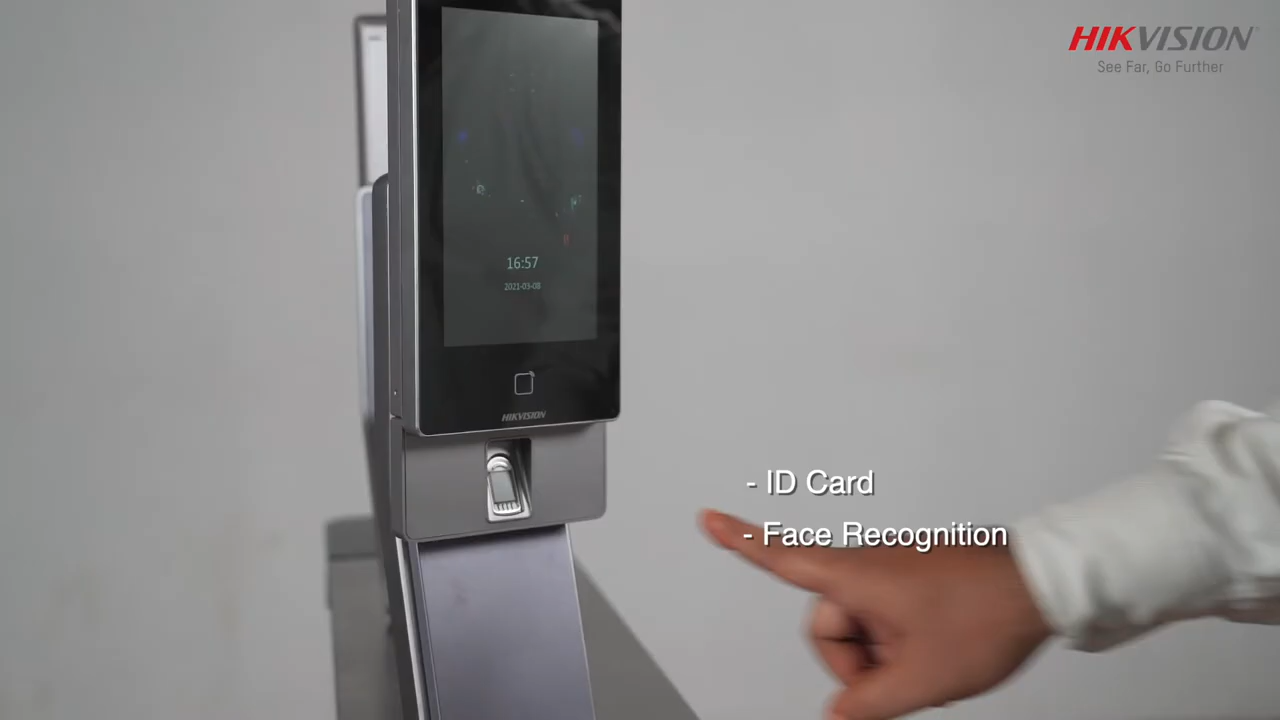 HIKVISION
See Far, Go Further
16:57
2021-03-08
HIKVISION
- ID Card
- Face Recognition